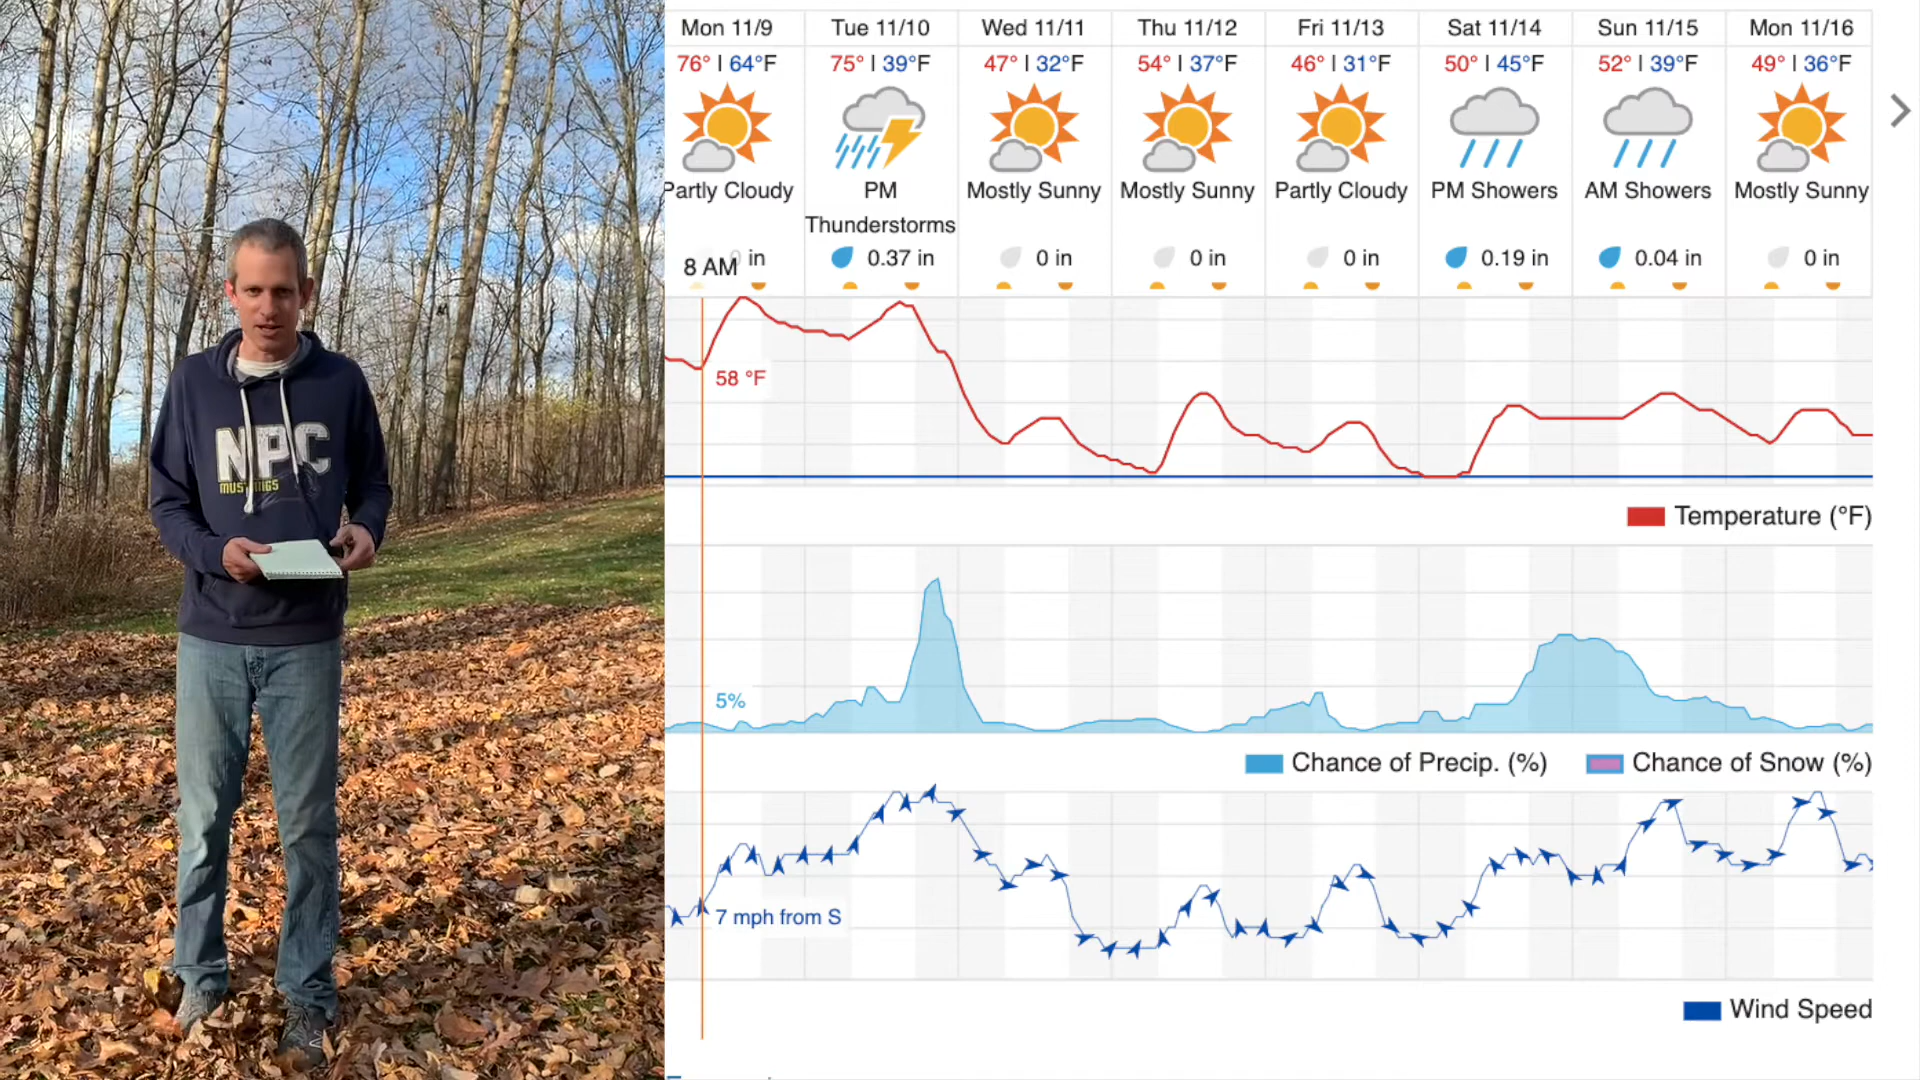 Mon 11/9 Tue 11/10 Wed 11/11 Thu 11/12 Fri 11/13 Sat 11/14 Sun 11/15 Mon 11/16
76° | 64°F 75° | 39°F 47° | 32°F 54° | 37°F 46° | 31°F 50° | 45°F 52° | 39°F 49° | 36°F
Partly Cloudy PM Mostly Sunny Mostly Sunny Partly Cloudy PM Showers AM Showers Mostly Sunny
Thunderstorms
0 in 0.37 in 0 in 0 in 0 in 0.19 in 0.04 in 0 in
8 AM
58 °F
Temperature (°F)
5%
Chance of Precip. (%) Chance of Snow (%)
7 mph from S
Wind Speed
NPC
MUSTANGS